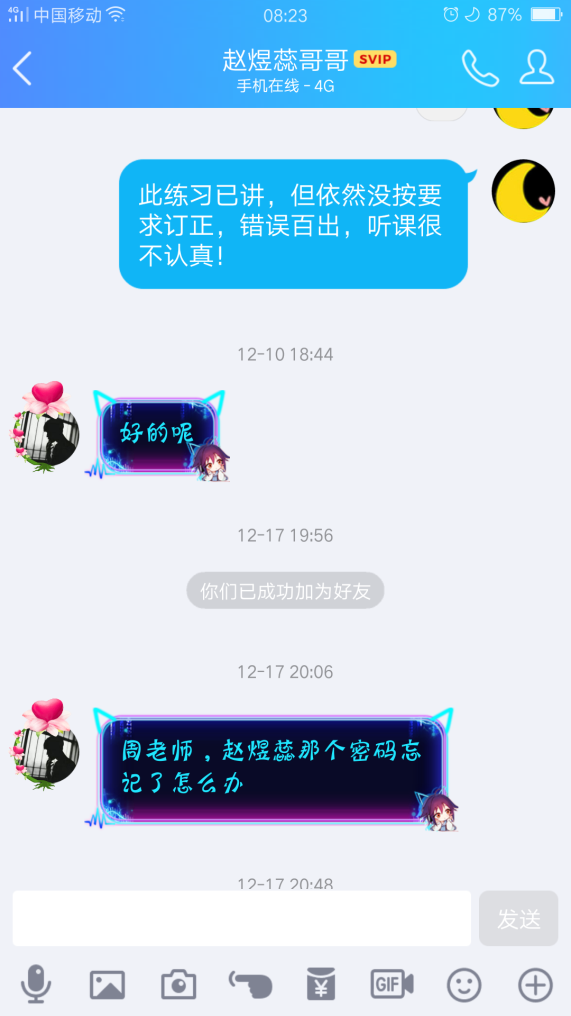 4G 中国移动 08:23 87%
赵煜蕊哥哥 SVIP
手机在线 - 4G
此练习已讲，但依然没按要
求订正，错误百出，听课很
不认真！
12-10 18:44
好的呢
12-17 19:56
你们已成功加为好友
12-17 20:06
周老师，赵煜蕊那个密码忘
记了怎么办
12-17 20:48
发送
GIF